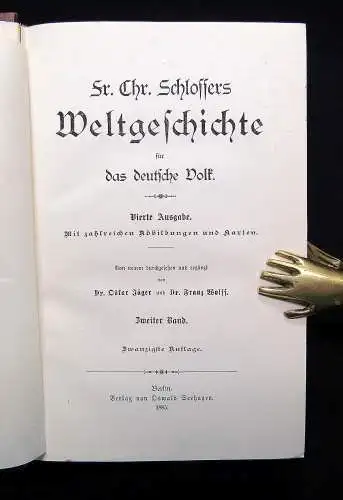 Fr. Chr. Schlossers
Weltgeschichte
für
das deutsche Volk.
Vierte Ausgabe.
Mit zahlreichen Abbildungen und Karten.
Von neuem durchgesehen und ergänzt
von
Dr. Oskar Jäger und Dr. Franz Wolff.
Zweiter Band.
Zwanzigste Auflage.
Berlin.
Verlag von Oswald Seehagen.